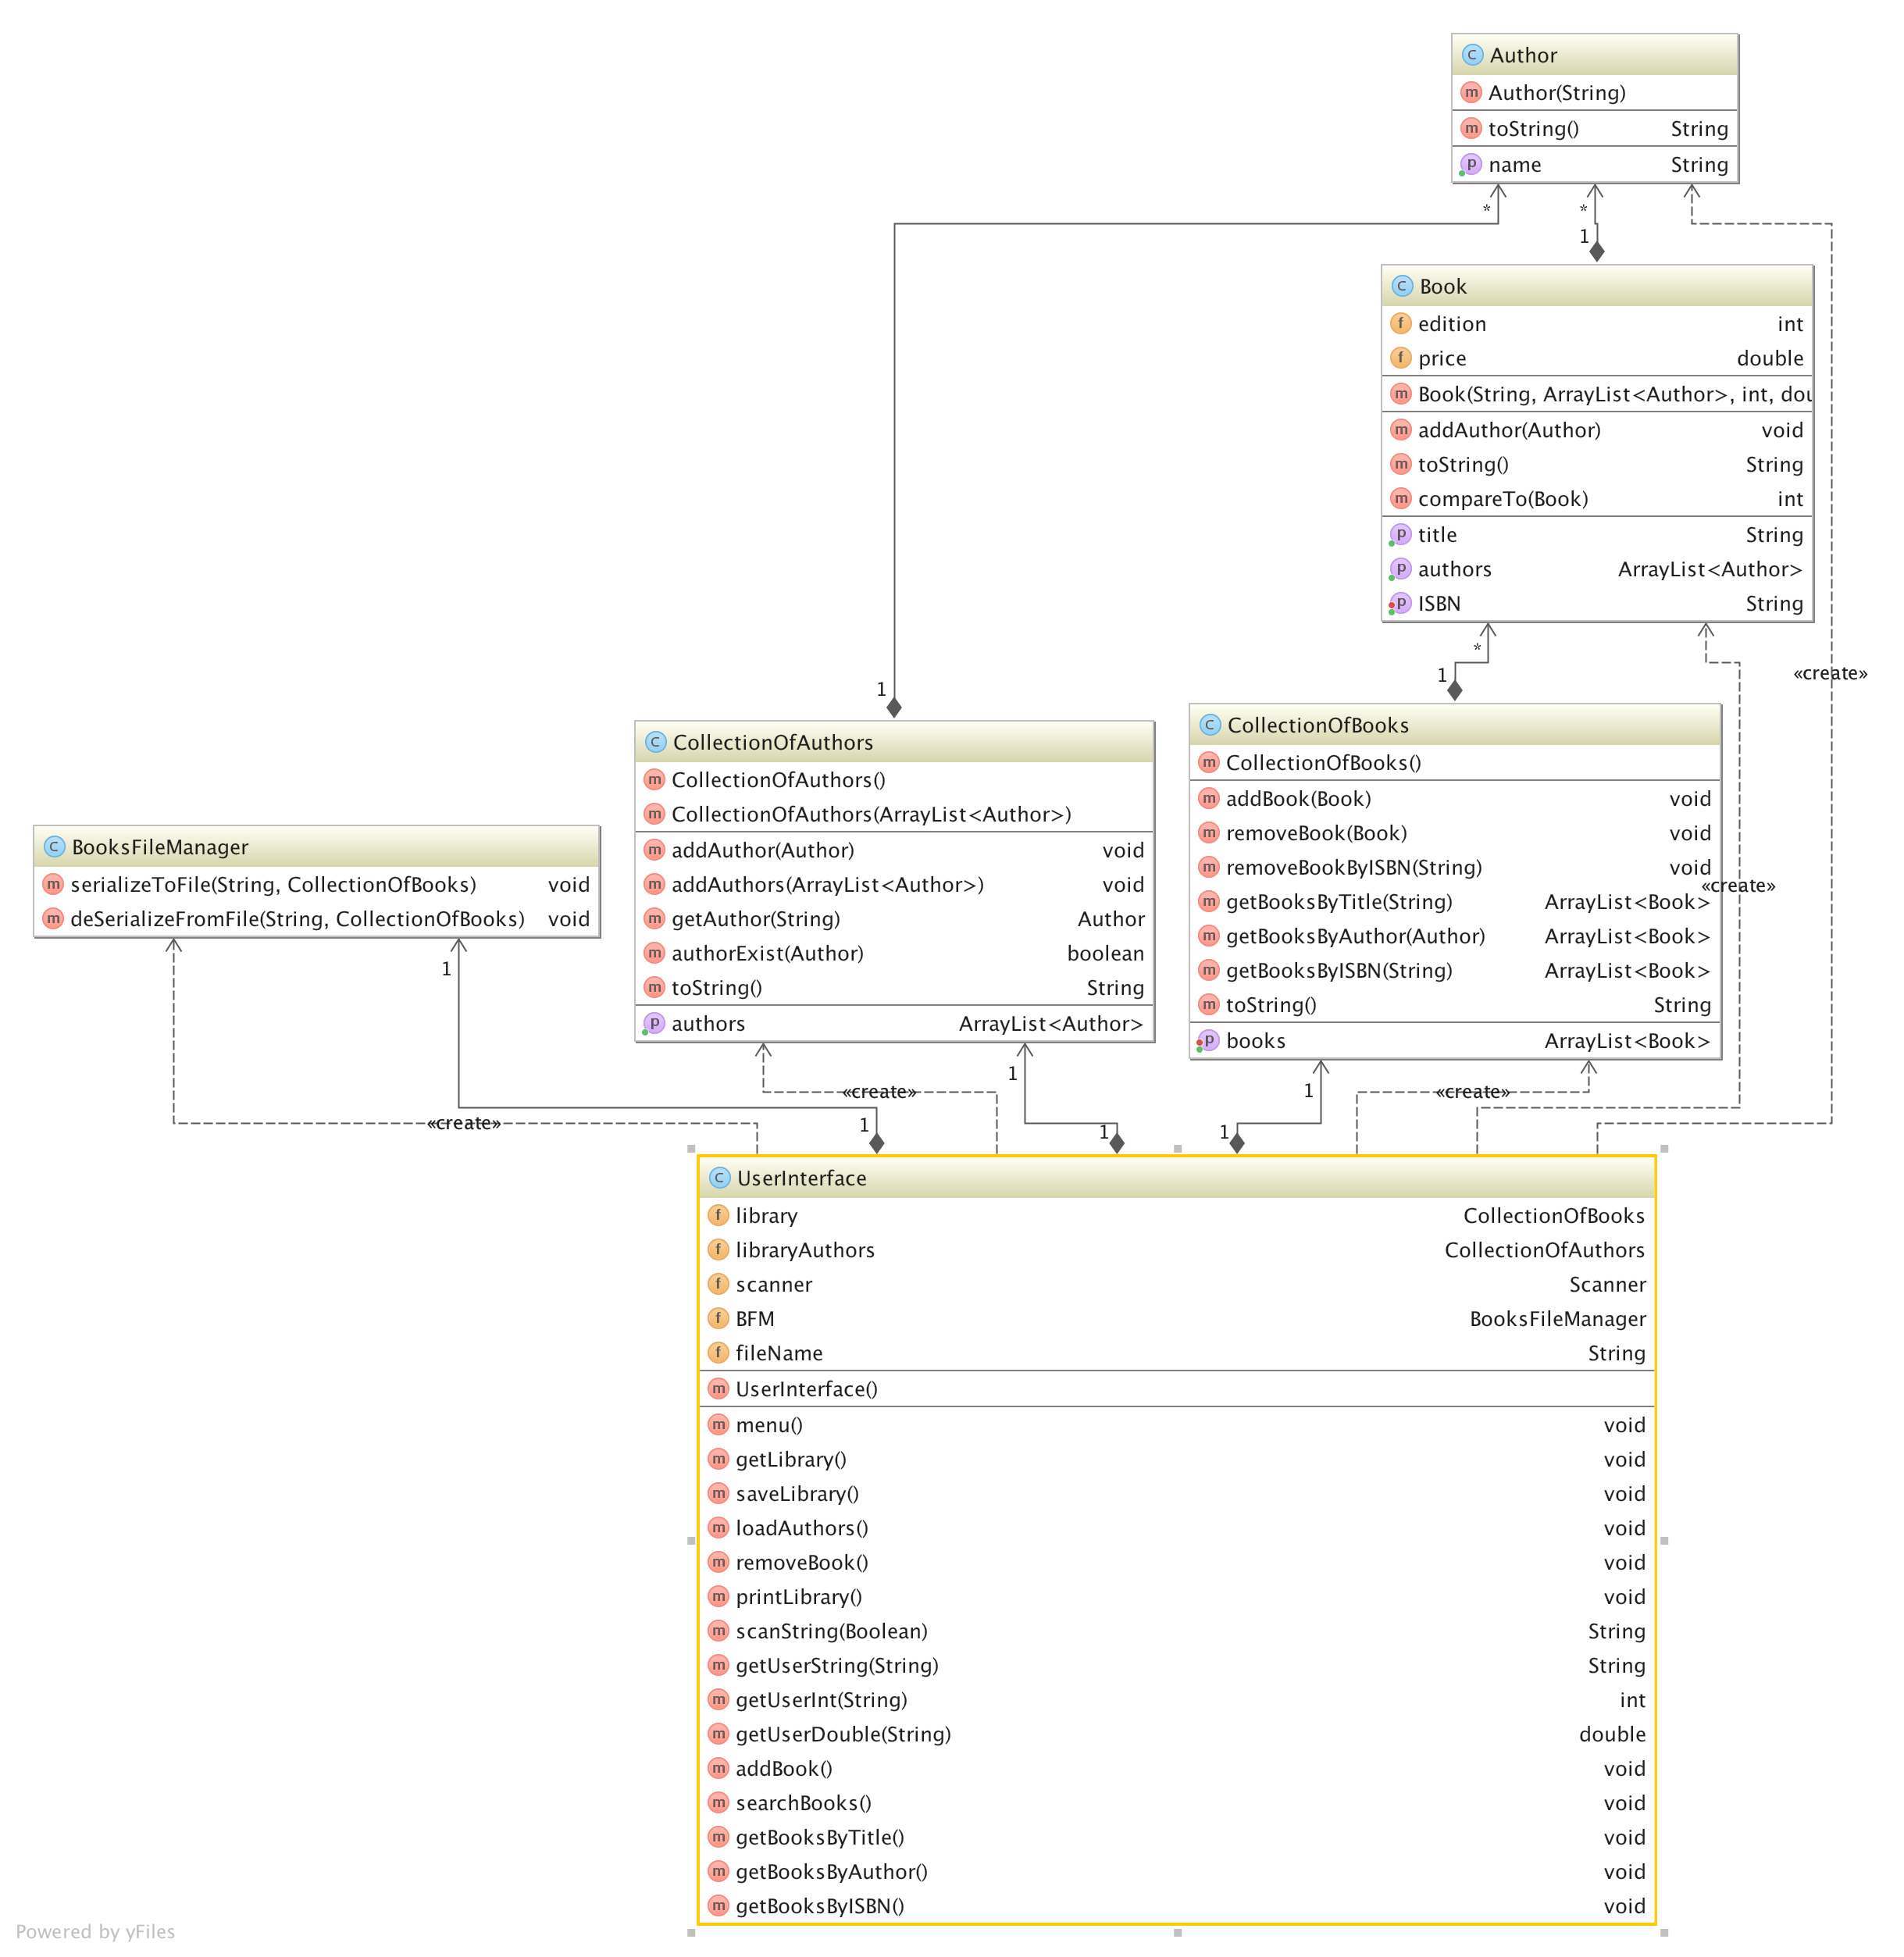 Author
Author(String)
toString() String
name String
* *
1
Book
edition int
price double
Book(String, ArrayList<Author>, int, dou
addAuthor(Author) void
toString() String
compareTo(Book) int
title String
authors ArrayList<Author>
ISBN String
*
1
«create»
1
CollectionOfAuthors
CollectionOfAuthors()
CollectionOfAuthors(ArrayList<Author>)
addAuthor(Author) void
addAuthors(ArrayList<Author>) void
getAuthor(String) Author
authorExist(Author) boolean
toString() String
authors ArrayList<Author>
CollectionOfBooks
CollectionOfBooks()
addBook(Book) void
removeBook(Book) void
removeBookByISBN(String) void
getBooksByTitle(String) ArrayList<Book>
getBooksByAuthor(Author) ArrayList<Book>
getBooksByISBN(String) ArrayList<Book>
toString() String
books ArrayList<Book>
«create»
BooksFileManager
serializeToFile(String, CollectionOfBooks) void
deSerializeFromFile(String, CollectionOfBooks) void
1
1
1
«create»
«create»
«create»
1
1
1
UserInterface
library CollectionOfBooks
libraryAuthors CollectionOfAuthors
scanner Scanner
BFM BooksFileManager
fileName String
UserInterface()
menu() void
getLibrary() void
saveLibrary() void
loadAuthors() void
removeBook() void
printLibrary() void
scanString(Boolean) String
getUserString(String) String
getUserInt(String) int
getUserDouble(String) double
addBook() void
searchBooks() void
getBooksByTitle() void
getBooksByAuthor() void
getBooksByISBN() void
Powered by yFiles